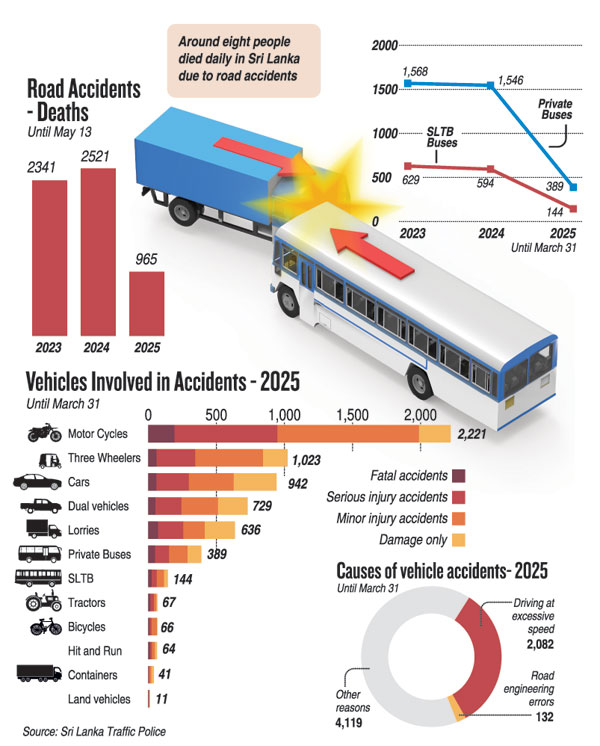 Around eight people
died daily in Sri Lanka
due to road accidents
Road Accidents
- Deaths
Until May 13
2341
2521
965
2023
2024
2025
2000
1500
1000
500
0
1,568
1,546
Private
Buses
SLTB
Buses
629
594
389
144
2023
2024
2025
Until March 31
Vehicles Involved in Accidents - 2025
Until March 31
0
500
1,000
1,500
2,000
Motor Cycles
2,221
Three Wheelers
1,023
Cars
942
Dual vehicles
729
Lorries
636
Private Buses
389
SLTB
144
Tractors
67
Bicycles
66
Hit and Run
64
Containers
41
Land vehicles
11
Fatal accidents
Serious injury accidents
Minor injury accidents
Damage only
Causes of vehicle accidents- 2025
Until March 31
Driving at
excessive
speed
2,082
Road
engineering
errors
132
Other
reasons
4,119
Source: Sri Lanka Traffic Police